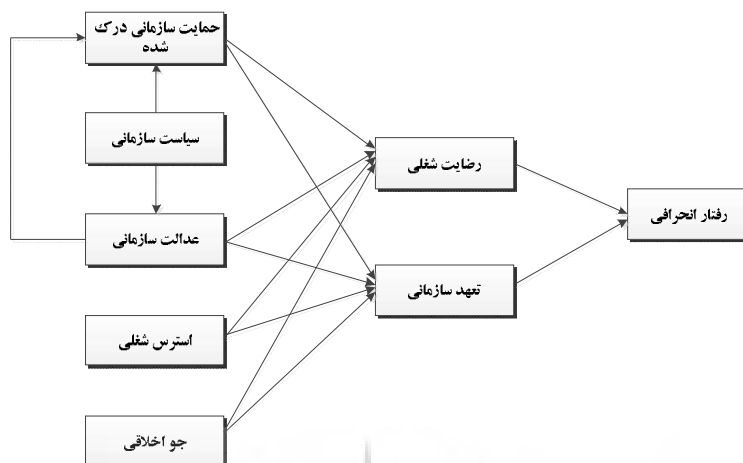 حمایت سازمانی درک
شده
سیاست سازمانی
رضایت شغلی
رفتار انحرافی
عدالت سازمانی
تعهد سازمانی
استرس شغلی
جو اخلاقی